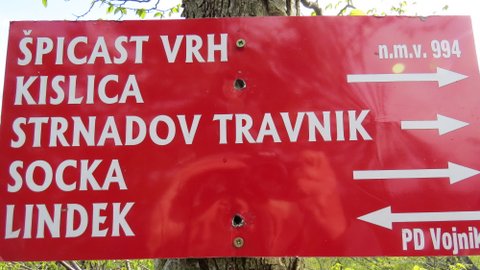 ŠPICAST VRH n.m.v. 994
KISLICA
STRNADOV TRAVNIK
SOCKA
LINDEK
PD Vojnik